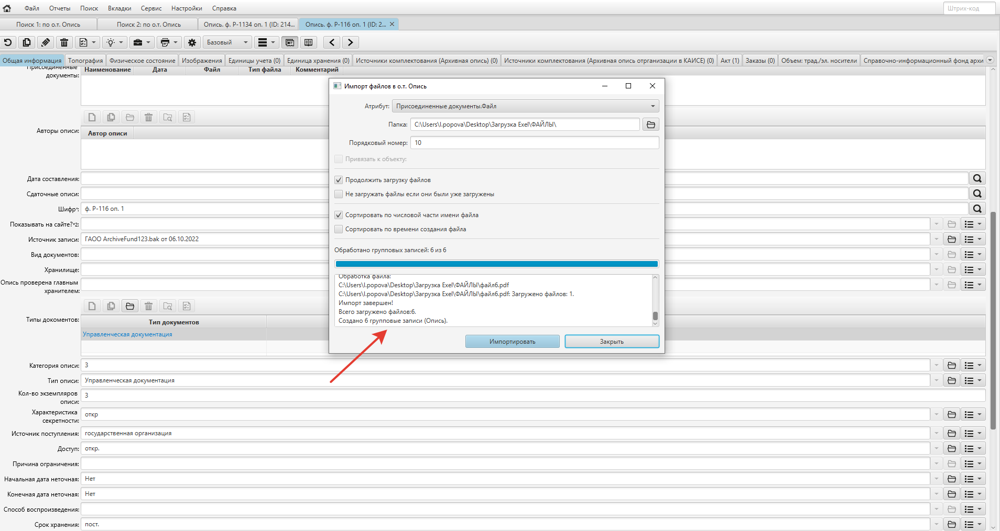 Файл Отчеты Поиск Вкладки Сервис Настройки Справка Штрих-код
Поиск 1: по о.т. Опись Поиск 2: по о.т. Опись Опись. ф. Р-1134 оп. 1 (ID: 214... Опись. ф. Р-116 оп. 1 (ID: 2...
Базовый
Общая информация Топография Физическое состояние Изображения Единицы учета (0) Единица хранения (0) Источники комплектования (Архивная опись) (0) Источники комплектования (Архивная опись отрганизации в КАИСЕ) (0) Акт (1) Заказы (0) Объем: трад./эл. носители Справочно-информационный фонд архи
Присоединенные документы:
Наименование Дата Файл Тип файла Комментарий
Авторы описи:
Автор описи
Дата составления:
Сдаточные описи:
Шифр*: ф. Р-116 оп. 1
Показывать на сайте?*2:
Источник записи: ГАОО ArchiveFund123.bak от 06.10.2022
Вид документов:
Хранилище:
Опись проверена главным
хранителем:
Типы докоментов:
Тип документов
Управленческая документация
Категория описи: 3
Тип описи: Управленческая документация
Кол-во экземпляров
описи: 3
Характеристика
секретности: откр
Источник поступления: государственная организация
Доступ: откр.
Причина ограничения:
Начальная дата неточная: Нет
Конечная дата неточная: Нет
Способ воспроизведения:
Срок хранения: пост.
Импорт файлов в о.т. Опись
Атрибут: Присоединенные документы.Файл
Папка: C:\Users\l.popova\Desktop\Загрузка Exel\ФАЙЛЫ\
Порядковый номер: 10
Привязать к объекту:
Продолжить загрузку файлов
Не загружать файлы если они были уже загружены
Сортировать по числовой части имени файла
Сортировать по времени создания файла
Обработано групповых записей: 6 из 6
Обработка файла:
C:\Users\l.popova\Desktop\Загрузка Exel\ФАЙЛЫ\файл6.pdf
C:\Users\l.popova\Desktop\Загрузка Exel\ФАЙЛЫ\файл6.pdf: Загружено файлов: 1.
Импорт завершен!
Всего загружено файлов:6.
Создано 6 групповые записи (Опись).
Импортировать Закрыть